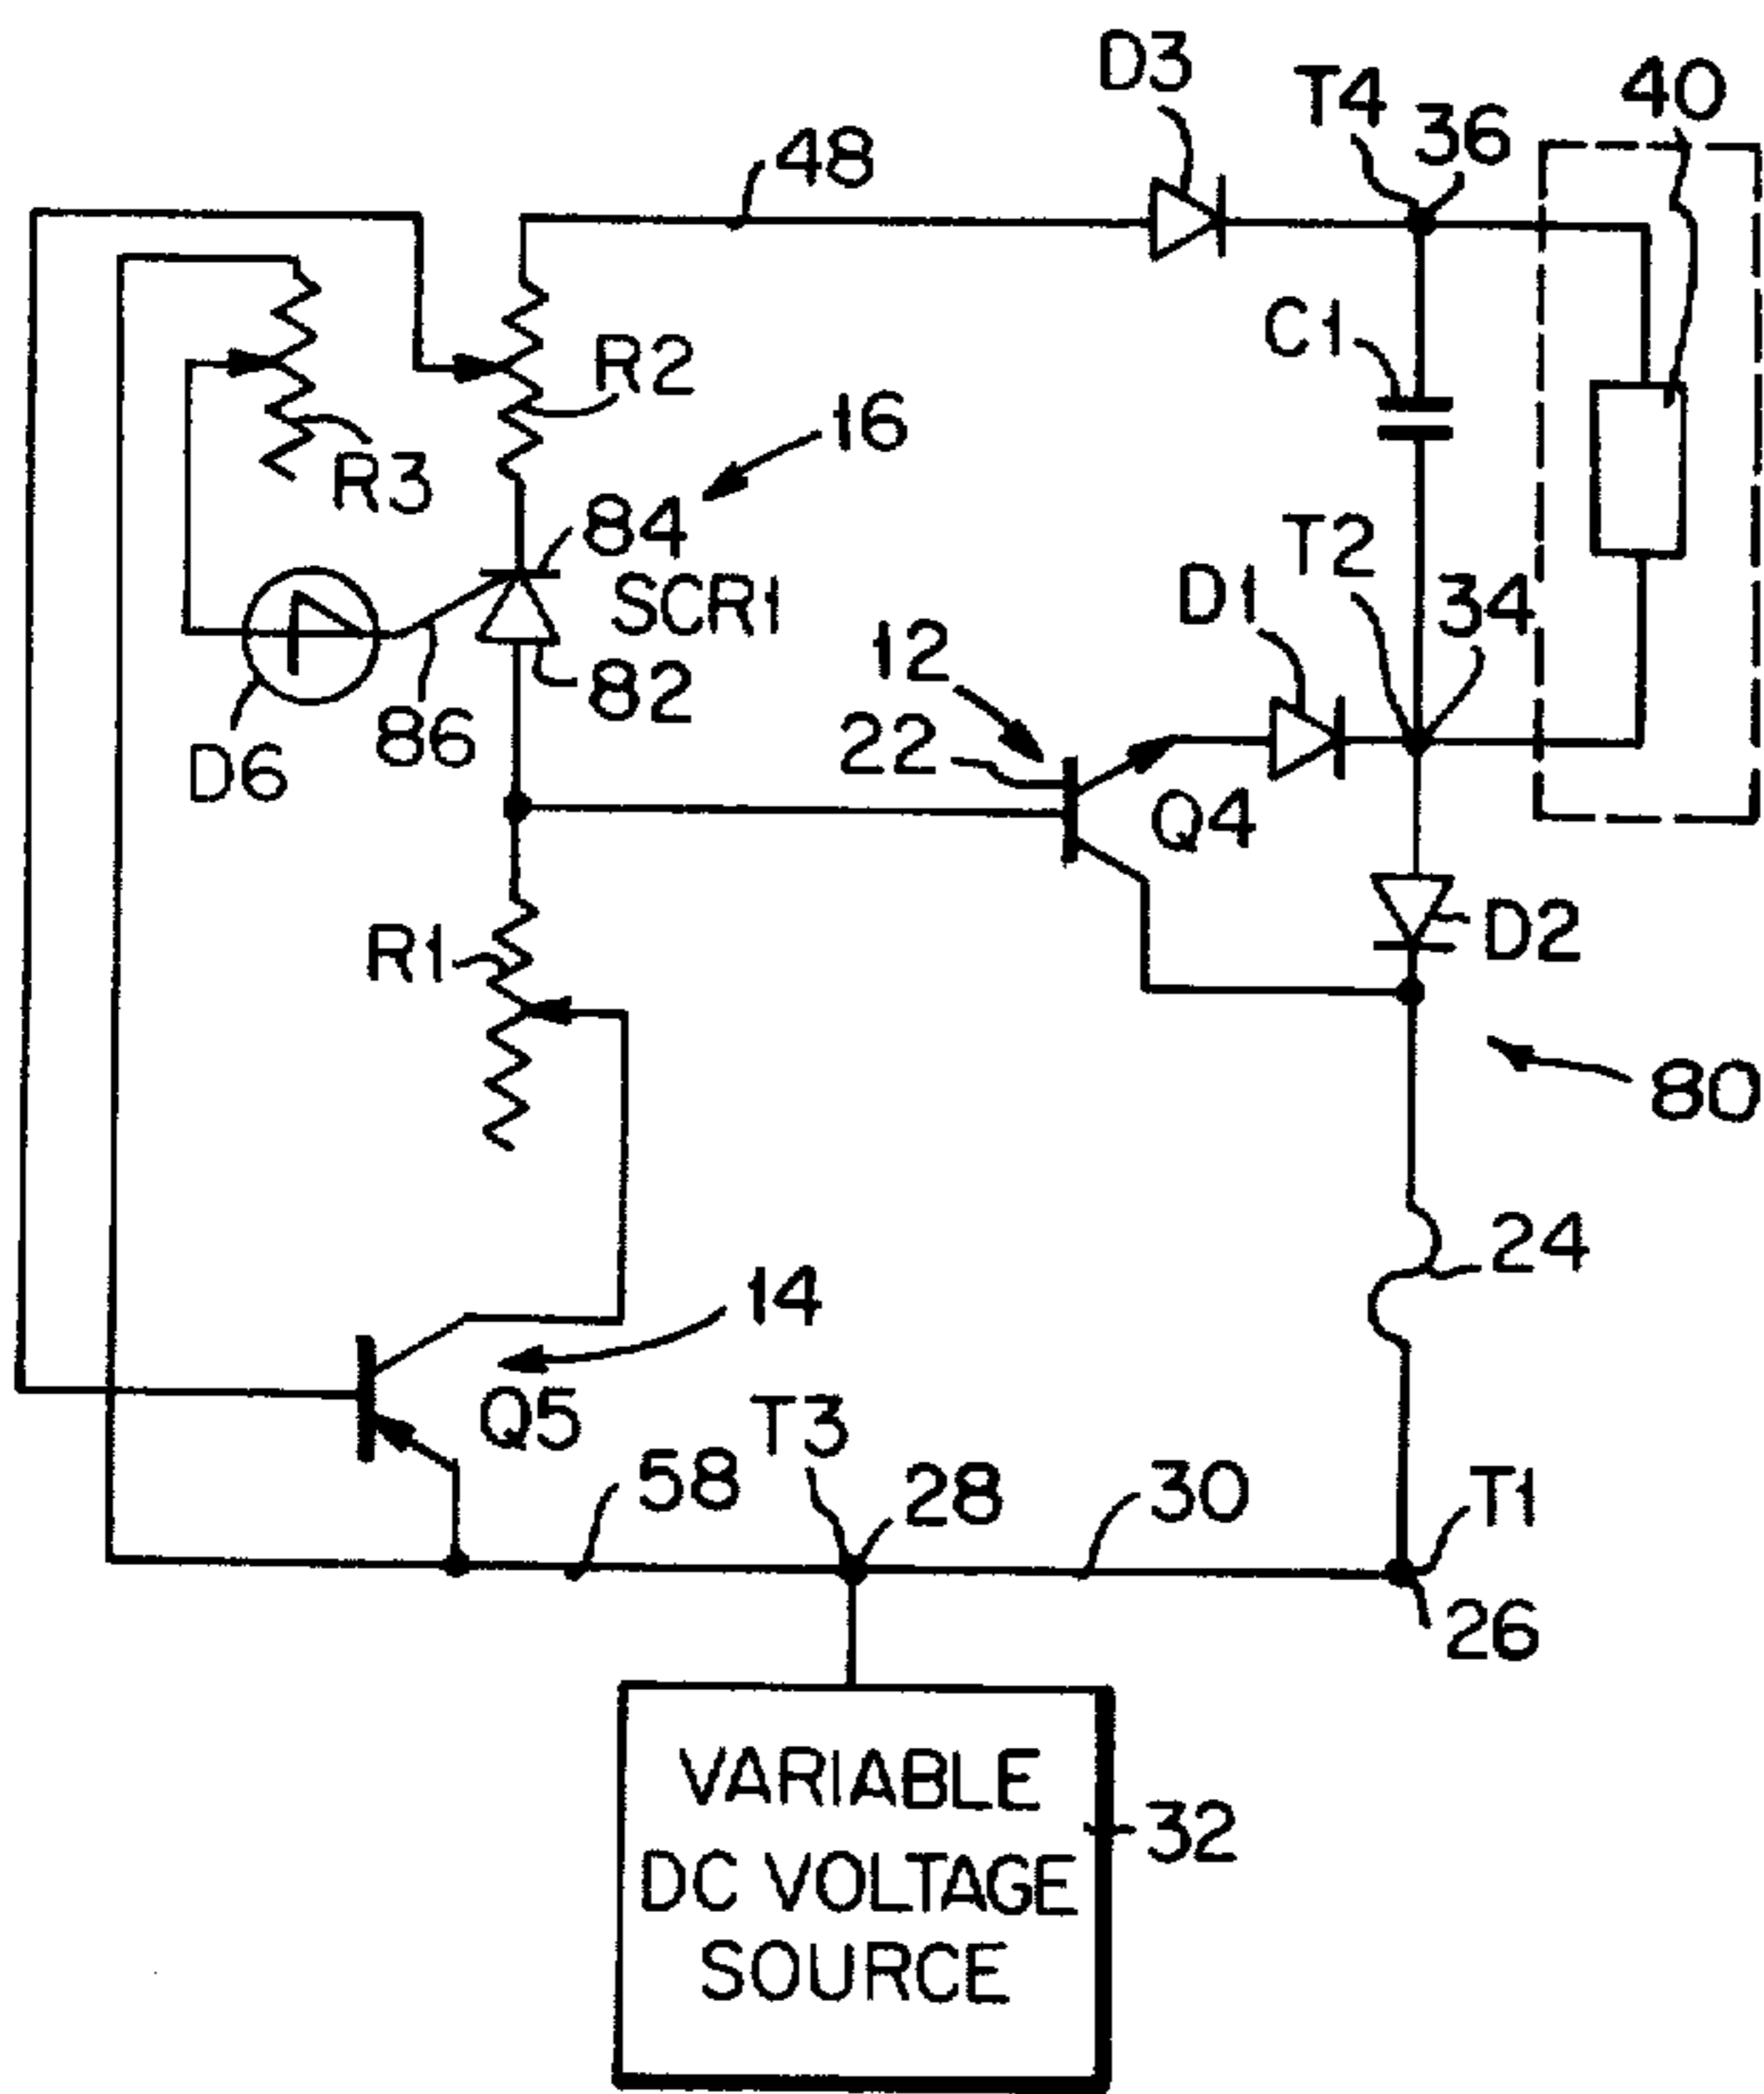 D3
T4
36
40
48
C1
R2
16
R3
84
SCR1
T2
D1
34
12
82
22
86
D6
Q4
R1
D2
80
24
14
Q5
T3
58
28
30
T1
26
VARIABLE
DC VOLTAGE
SOURCE
32